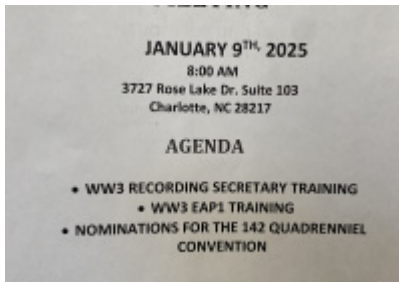 JANUARY 9TH, 2025
8:00 AM
3727 Rose Lake Dr. Suite 103
Charlotte, NC 28217
AGENDA
• WW3 RECORDING SECRETARY TRAINING
• WW3 EAP1 TRAINING
• NOMINATIONS FOR THE 142 QUADRENNIEL
CONVENTION